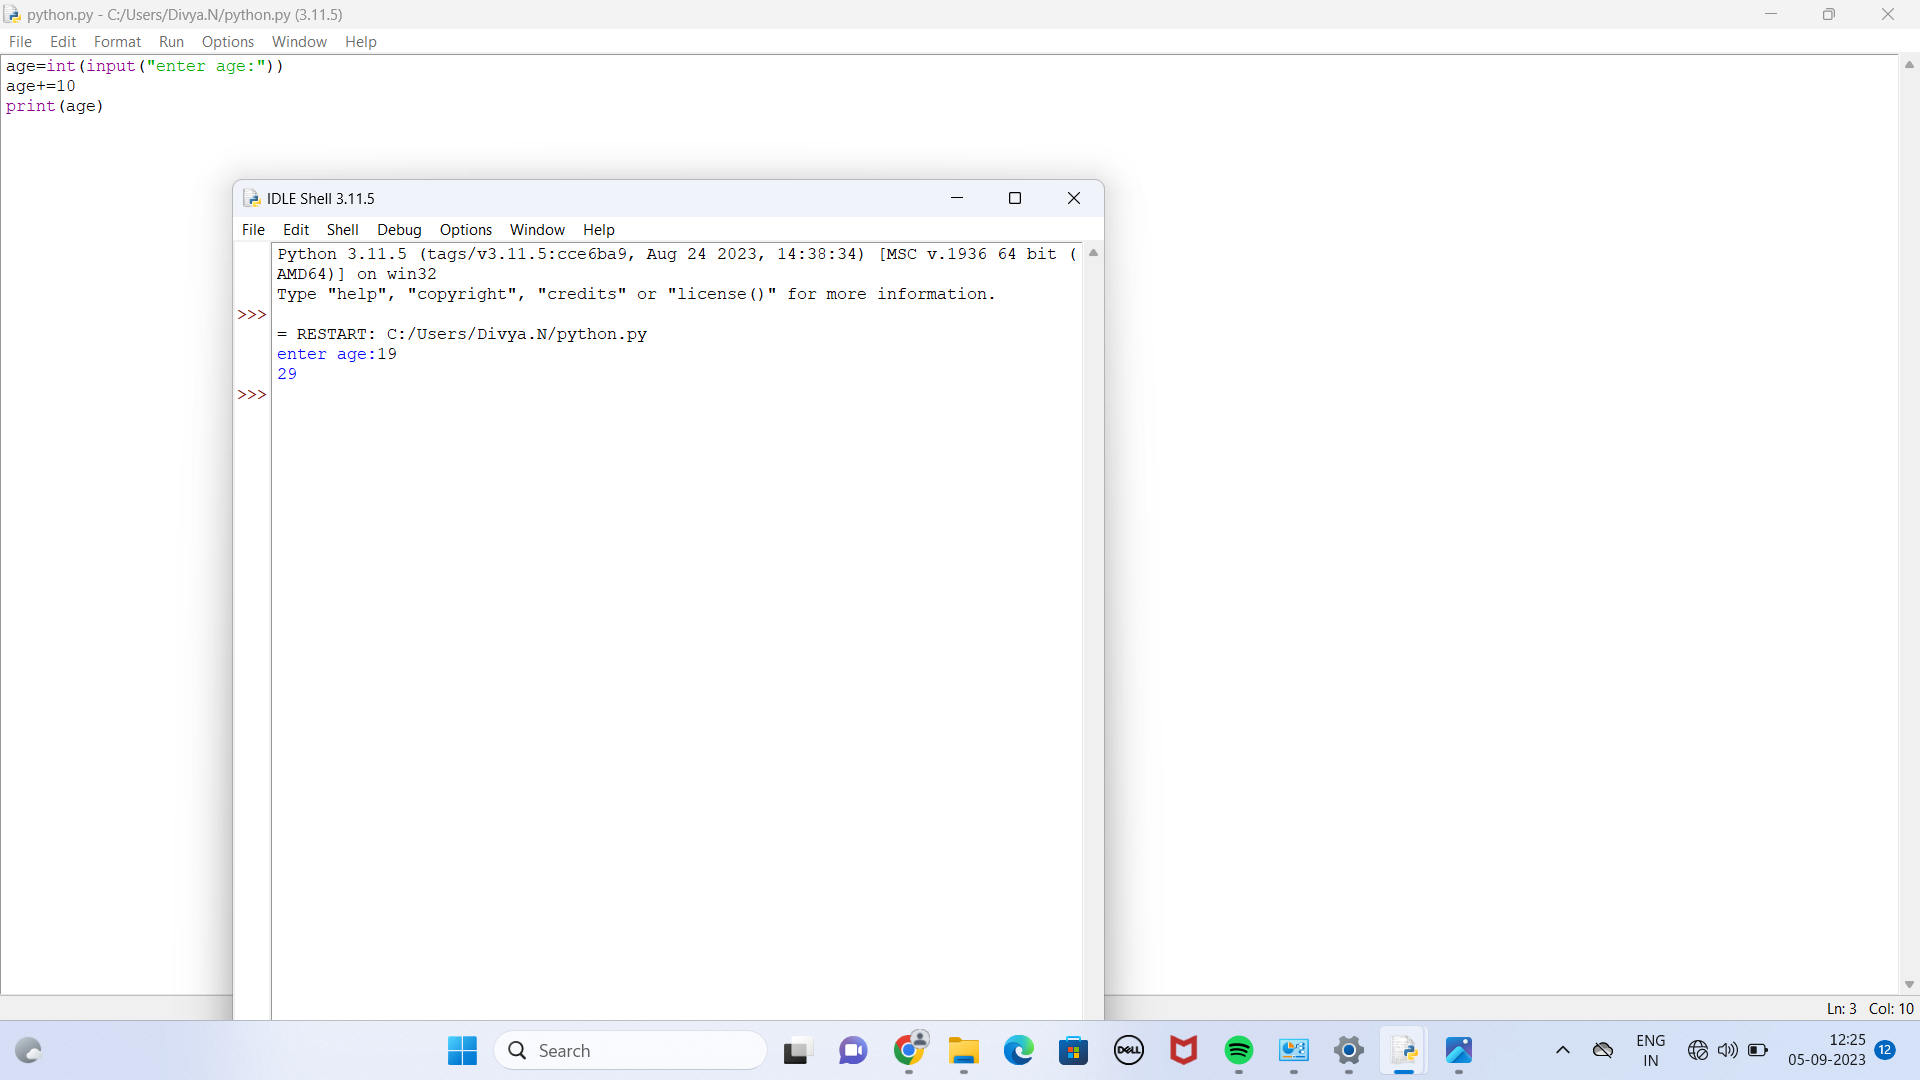 python.py - C:/Users/Divya.N/python.py (3.11.5)
File Edit Format Run Options Window Help
age=int(input("enter age:"))
age+=10
print(age)
IDLE Shell 3.11.5
File Edit Shell Debug Options Window Help
Python 3.11.5 (tags/v3.11.5:cce6ba9, Aug 24 2023, 14:38:34) [MSC v.1936 64 bit (
AMD64)] on win32
Type "help", "copyright", "credits" or "license()" for more information.
>>>
= RESTART: C:/Users/Divya.N/python.py
enter age:19
29
>>>
Ln: 3 Col: 10
Search
DELL
ENG
IN
12:25
05-09-2023
12